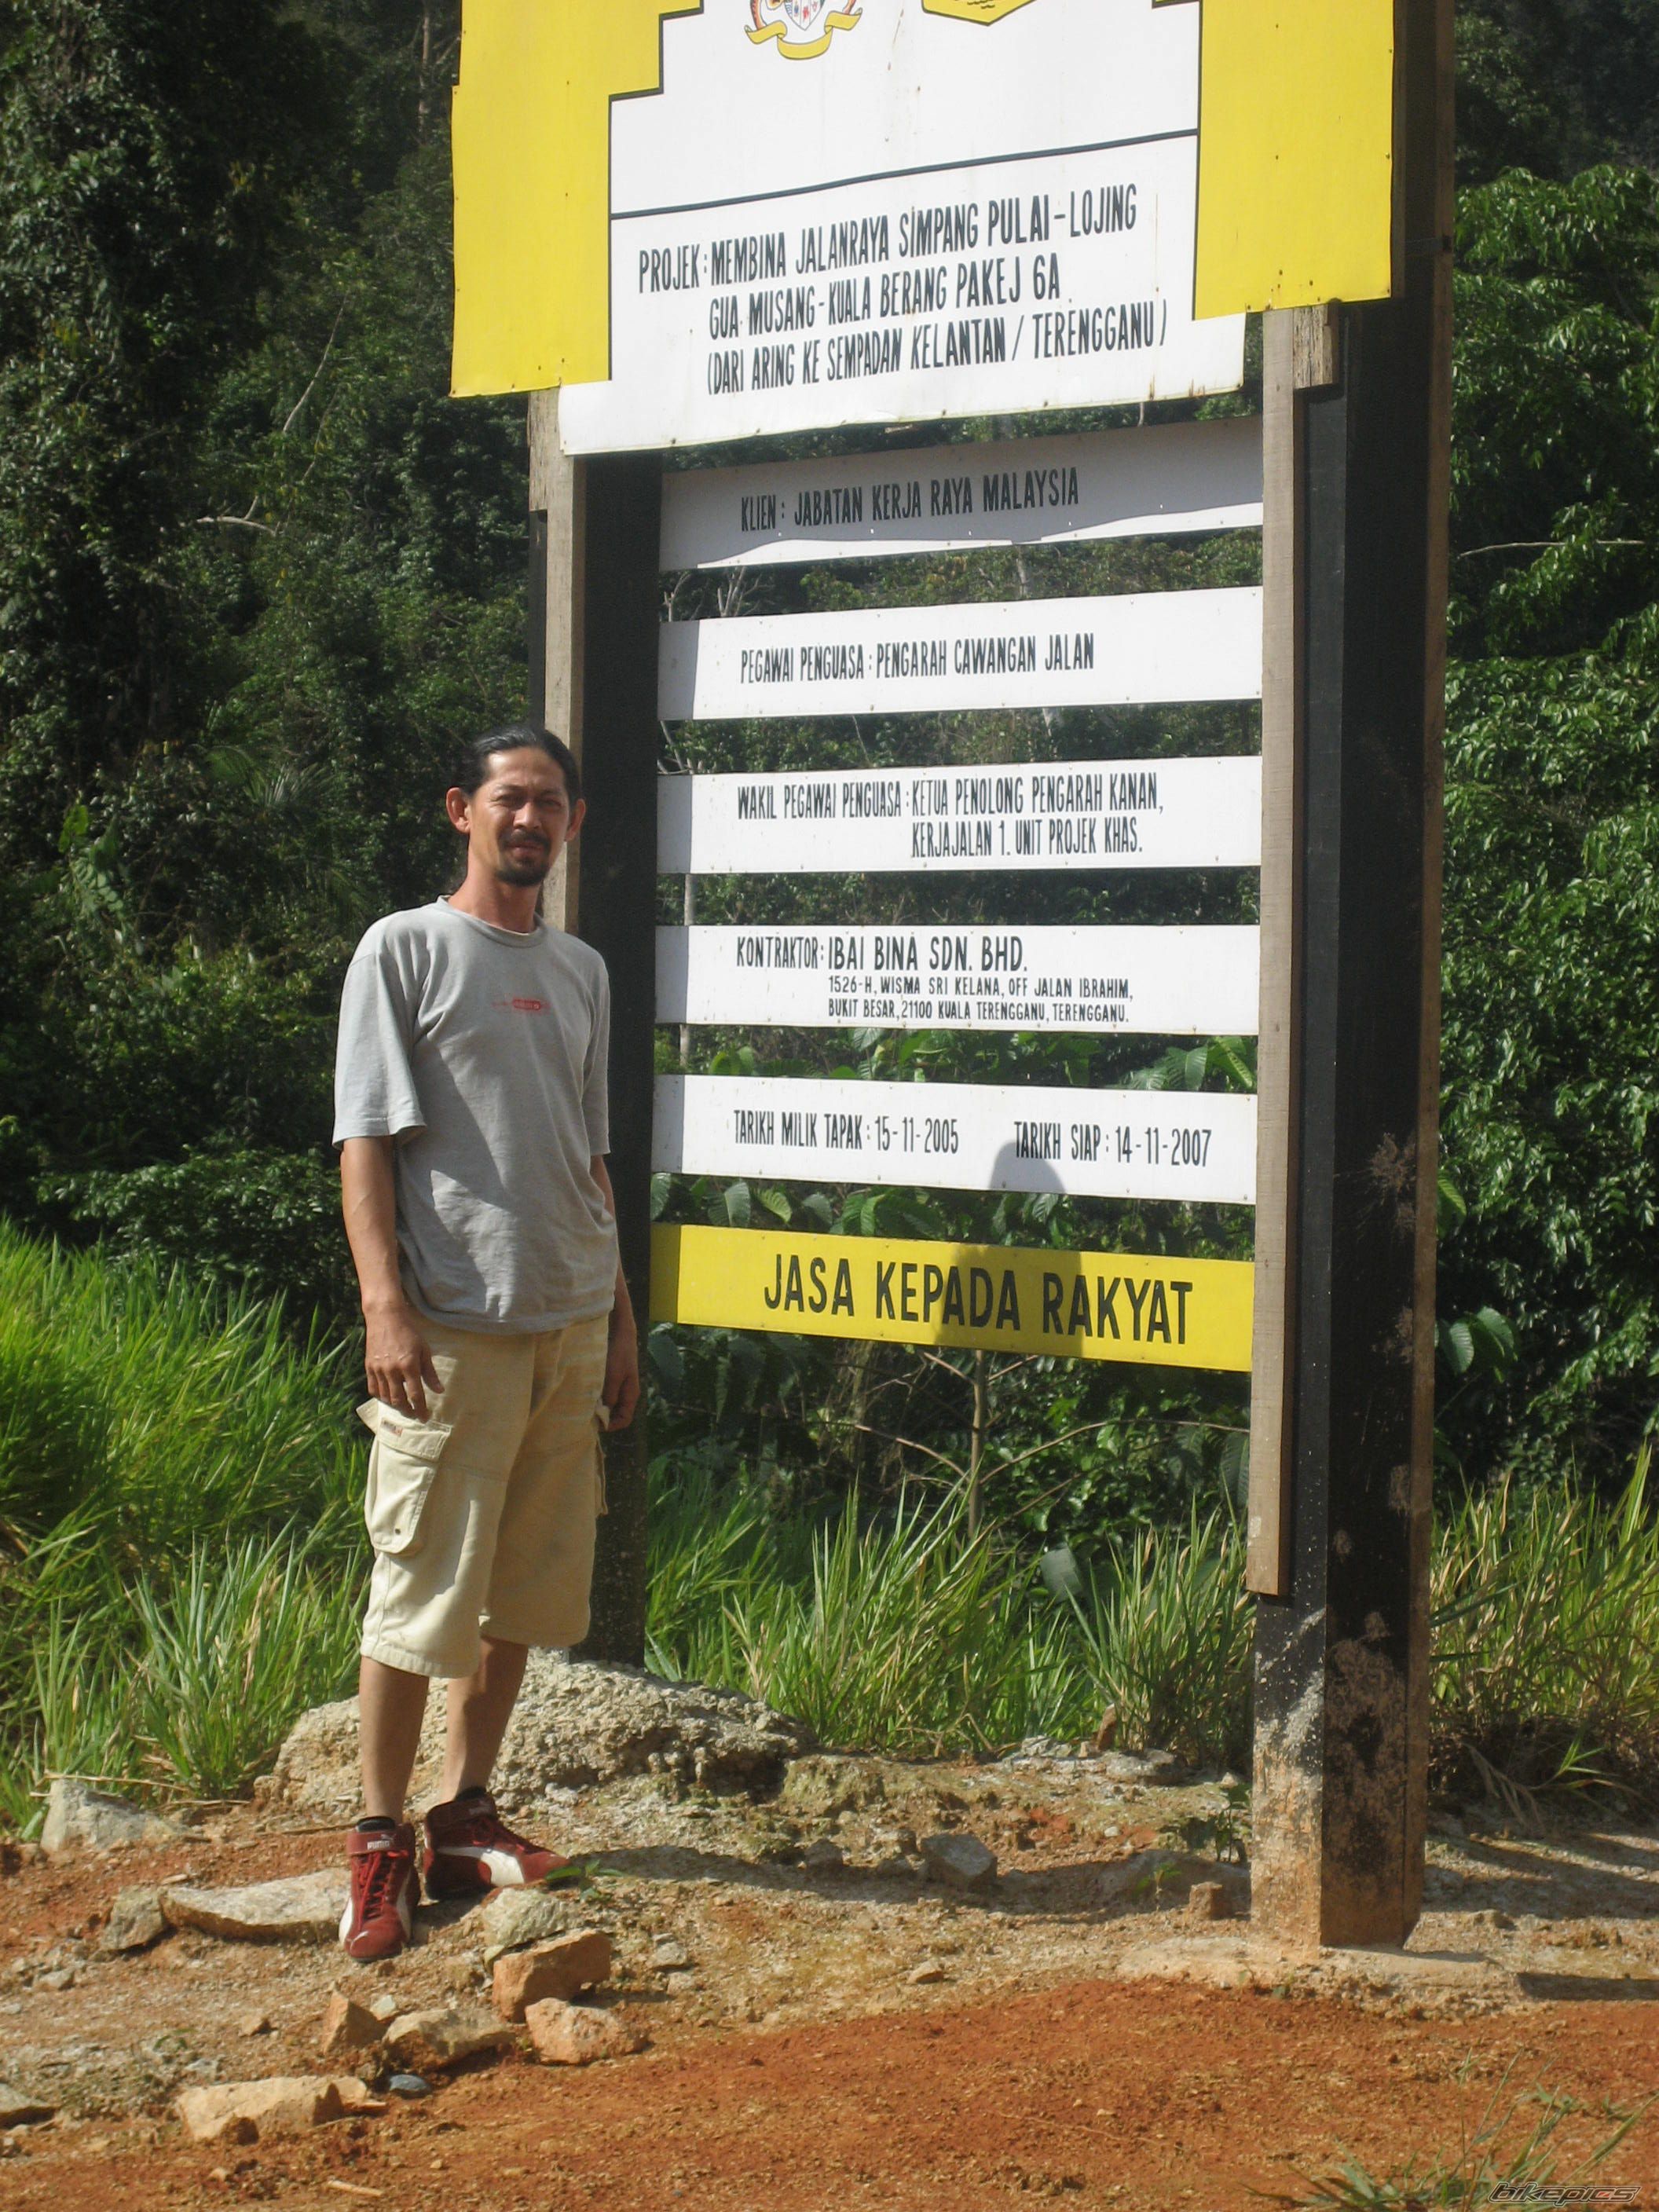 PROJEK: MEMBINA JALANRAYA SIMPANG PULAI-LOJING
GUA MUSANG-KUALA BERANG PAKEJ 6A
(DARI ARING KE SEMPADAN KELANTAN / TERENGGANU)
KLIEN: JABATAN KERJA RAYA MALAYSIA
PEGAWAI PENGUASA: PENGARAH CAWANGAN JALAN
WAKIL PEGAWAI PENGUASA: KETUA PENOLONG PENGARAH KANAN,
KERJAJALAN 1. UNIT PROJEK KHAS.
KONTRAKTOR: IBAI BINA SDN. BHD.
1526-H, WISMA SRI KELANA, OFF JALAN IBRAHIM,
BUKIT BESAR, 21100 KUALA TERENGGANU, TERENGGANU.
TARIKH MILIK TAPAK: 15-11-2005 TARIKH SIAP: 14-11-2007
JASA KEPADA RAKYAT
bikepics